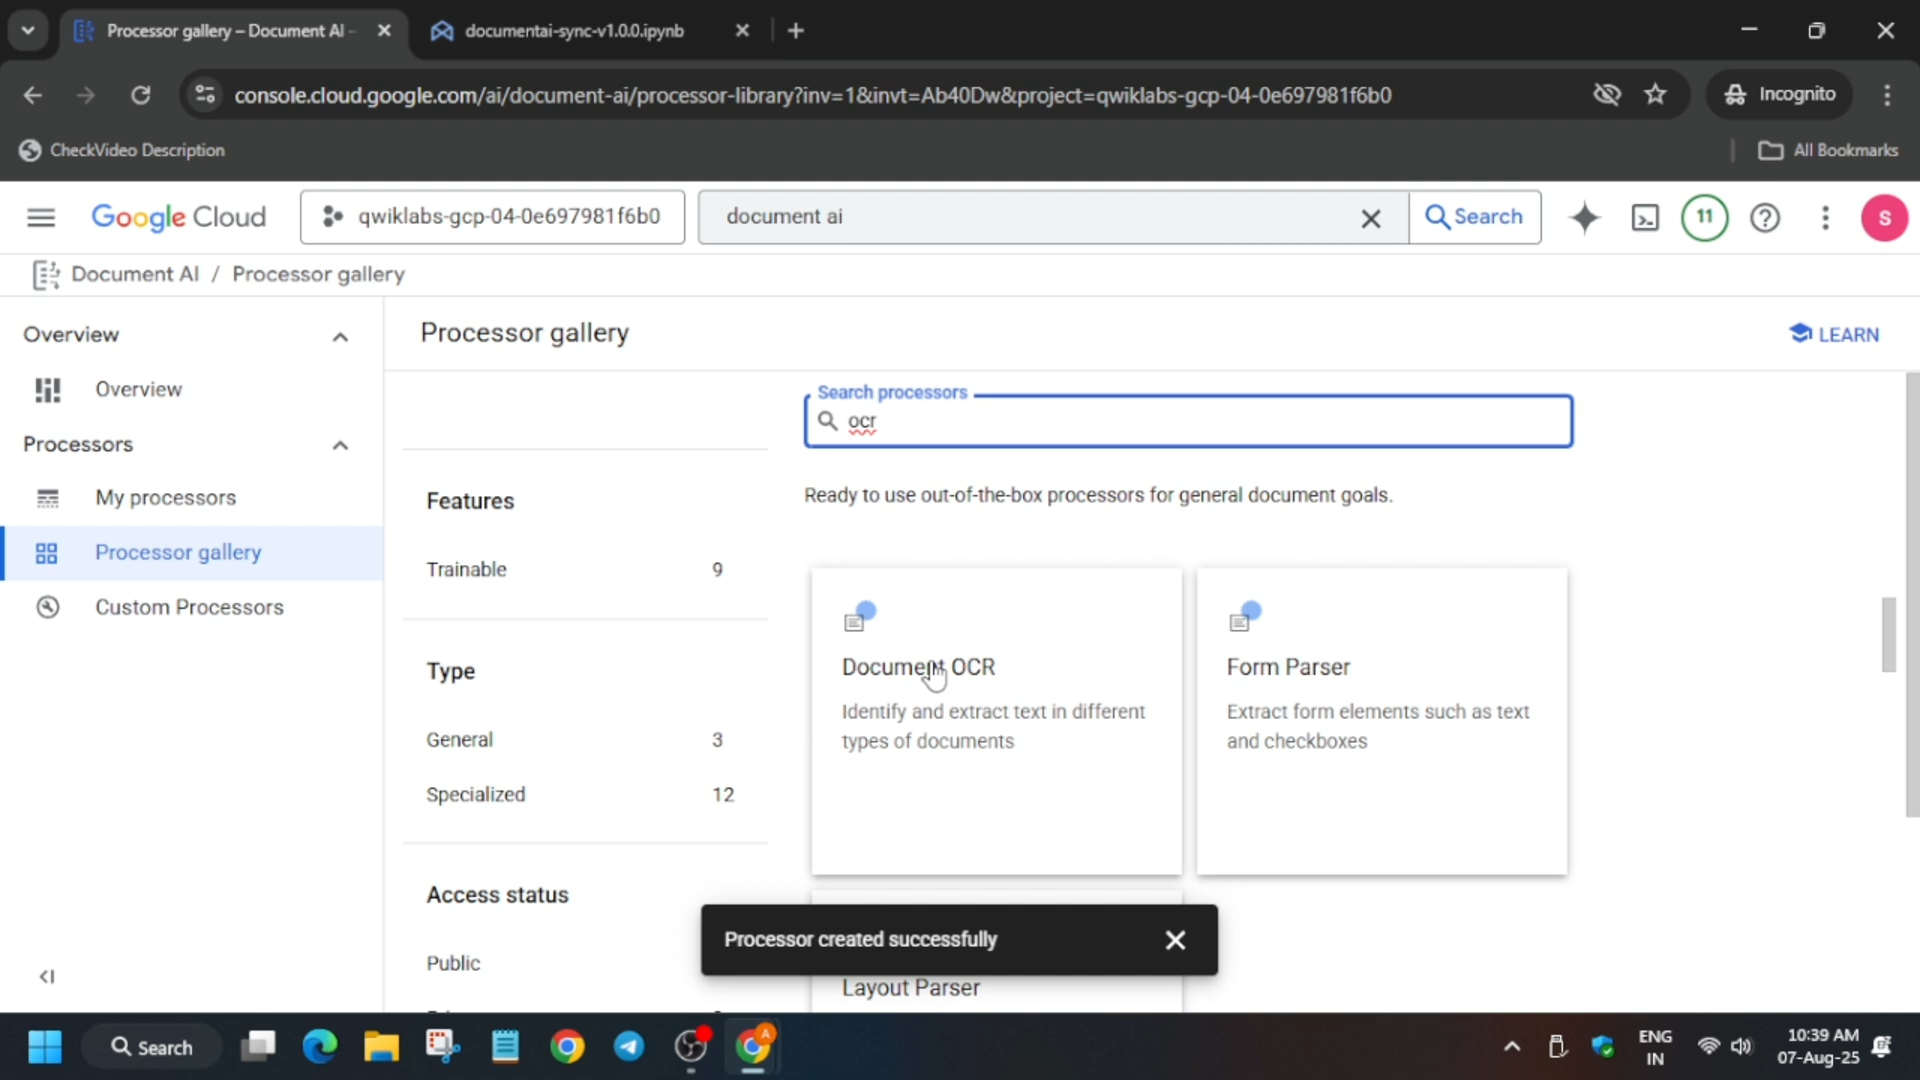 Processor gallery – Document AI -
documentai-sync-v1.0.0.ipynb
console.cloud.google.com/ai/document-ai/processor-library?inv=1&invt=Ab40Dw&project=qwiklabs-gcp-04-0e697981f6b0
Incognito
CheckVideo Description
All Bookmarks
Google Cloud
qwiklabs-gcp-04-0e697981f6b0
document ai
Search
11
S
Document AI / Processor gallery
Overview
Overview
Processors
My processors
Processor gallery
Custom Processors
Processor gallery
LEARN
Search processors
ocr
Ready to use out-of-the-box processors for general document goals.
Features
Trainable 9
Type
General 3
Specialized 12
Access status
Public
Document OCR
Identify and extract text in different
types of documents
Form Parser
Extract form elements such as text
and checkboxes
Processor created successfully
Layout Parser
Search
A
ENG
IN
10:39 AM
07-Aug-25